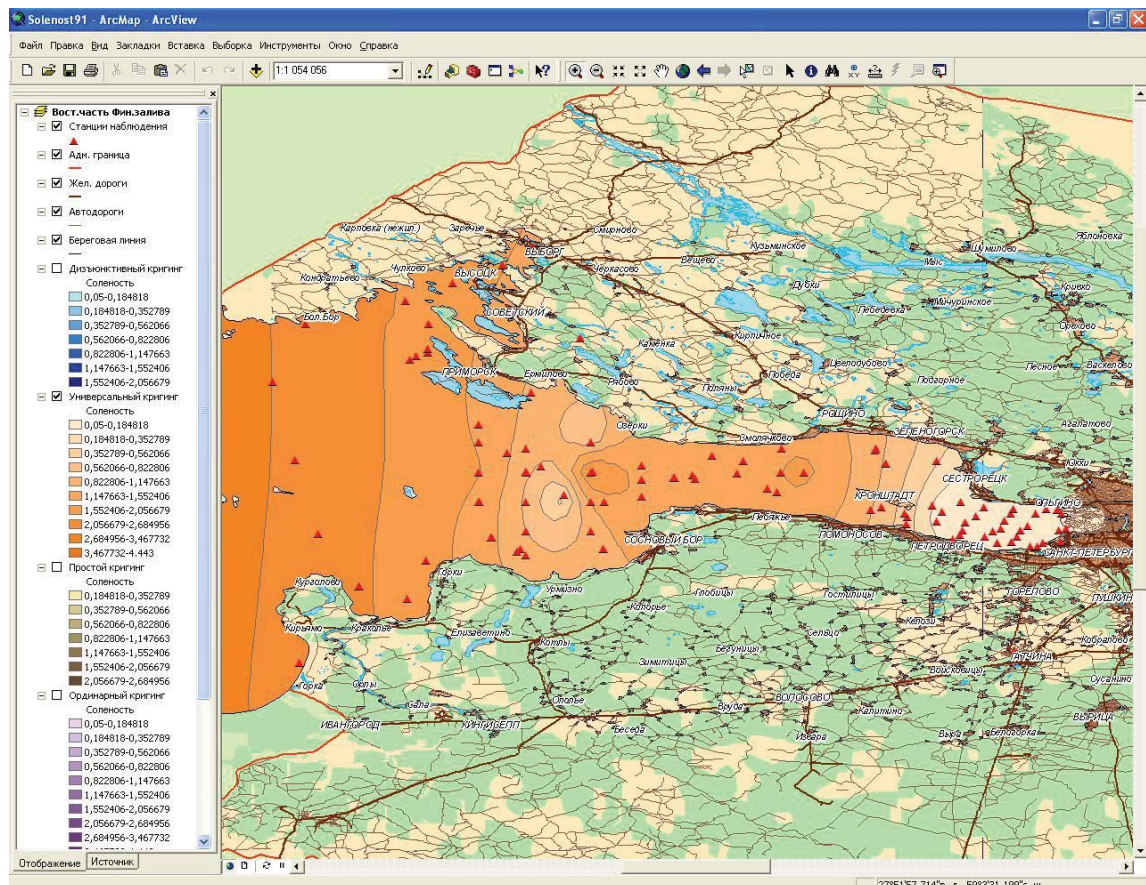 Solenost91 - ArcMap - ArcView
Файл Правка Вид Закладки Вставка Выборка Инструменты Окно Справка
1:1 054 056
Вост.часть Фин.залива
Станции наблюдения
Адм. граница
Жел. дороги
Автодороги
Береговая линия
Дизъюнктивный кригинг
Соленость
0,05-0,184818
0,184818-0,352789
0,352789-0,562066
0,562066-0,822806
0,822806-1,147663
1,147663-1,552406
1,552406-2,056679
Универсальный кригинг
Соленость
0,05-0,184818
0,184818-0,352789
0,352789-0,562066
0,562066-0,822806
0,822806-1,147663
1,147663-1,552406
1,552406-2,056679
2,056679-2,684956
2,684956-3,467732
3,467732-4.443
Простой кригинг
Соленость
0,184818-0,352789
0,352789-0,562066
0,562066-0,822806
0,822806-1,147663
1,147663-1,552406
1,552406-2,056679
2,056679-2,684956
Ординарный кригинг
Соленость
0,05-0,184818
0,184818-0,352789
0,352789-0,562066
0,562066-0,822806
0,822806-1,147663
1,147663-1,552406
1,552406-2,056679
2,056679-2,684956
2,684956-3,467732
Отображение Источник
Карповка (нежил.)
Заречье
Смирново
ВЫБОРГ
Кузьминское
Шумилово
Яблоновка
Кондратьево
Чулково
ВЫСОЦК
Черкасово
Вещево
Мыс
Дубки
Кривко
Мичуринское
Лебедевка
Бол.Бор
СОВЕТСКИЙ
Каменка
Кирпичное
Орехово
ПРИМОРСК
Ермилово
Рябово
Поляны
Победа
Цвелодубово
Подгорное
Лесное
Васкелово
Озерки
РОЩИНО
Смолячково
ЗЕЛЕНОГОРСК
Агалатово
Юкки
СЕСТРОРЕЦК
КРОНШТАДТ
ОЛЬГИНО
Лебяжье
ЛОМОНОСОВ
ПЕТРОДВОРЕЦ
САНКТ-ПЕТЕРБУРГ
СОСНОВЫЙ БОР
Горки
Курголово
Урмизно
Глобицы
Гостилицы
ГОРЕЛОВО
ПУШКИН
Копорье
Келози
Кирьямо
Краколье
Елизаветино
Котлы
Сельцо
Бегуницы
Кобралово
Зимитицы
Войсковицы
ГАТЧИНА
Сусанино
Горка
Орлы
Ополье
ВОЛОСОВО
Сала
Вруда
Калитино
ИВАНГОРОД
КИНГИСЕПП
Беседа
Извара
Выра
Белогорка
ВЫРИЦА